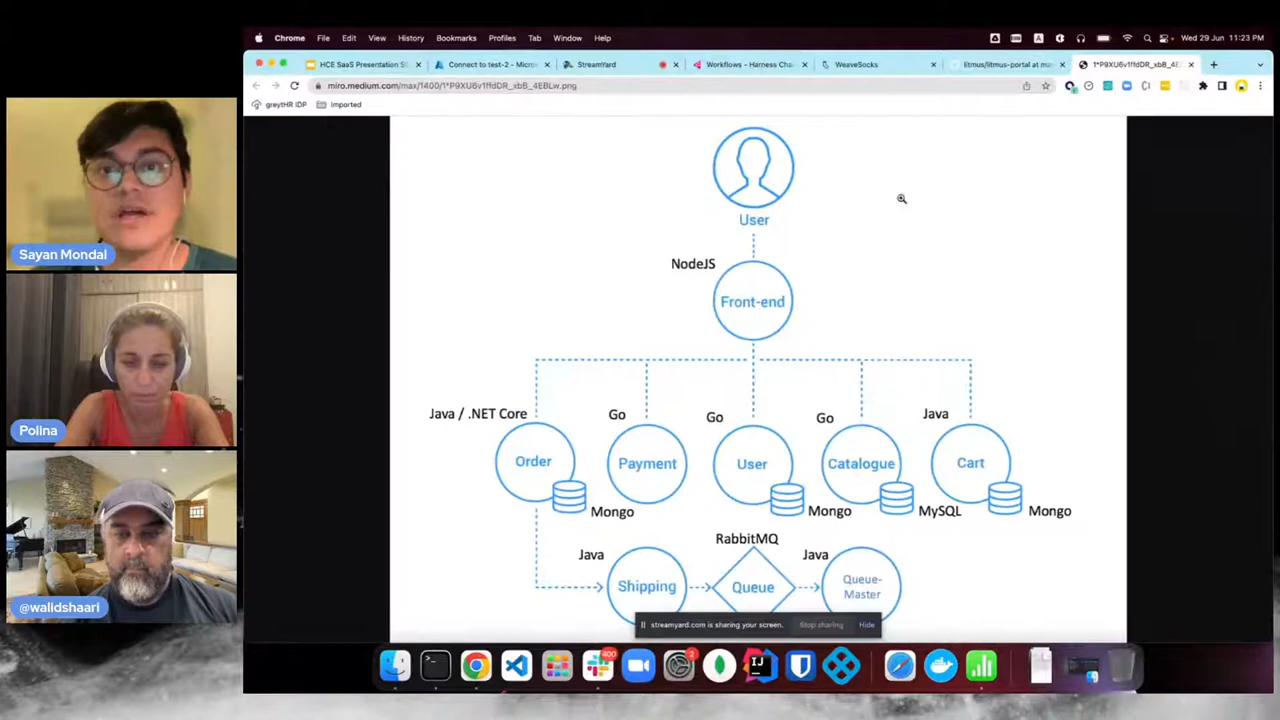 Chrome File Edit View History Bookmarks Profiles Tab Window Help
Wed 29 Jun 11:23 PM
HCE SaaS Presentation
Connect to test-2 - Micro
StreamYard
Workflows - Harness Cha
WeaveSocks
litmus/litmus-portal at ma
1*P9XU6v1ffdDR_xbB_4E
miro.medium.com/max/1400/1*P9XU6v1ffdDR_xbB_4EBLw.png
greytHR IDP
Imported
User
NodeJS
Front-end
Java / .NET Core
Go
Go
Go
Java
Order
Payment
User
Catalogue
Cart
Mongo
Mongo
MySQL
Mongo
RabbitMQ
Java
Java
Shipping
Queue
Queue-
Master
streamyard.com is sharing your screen.
Stop sharing
Hide
400
2
Sayan Mondal
Polina
@walidshaari